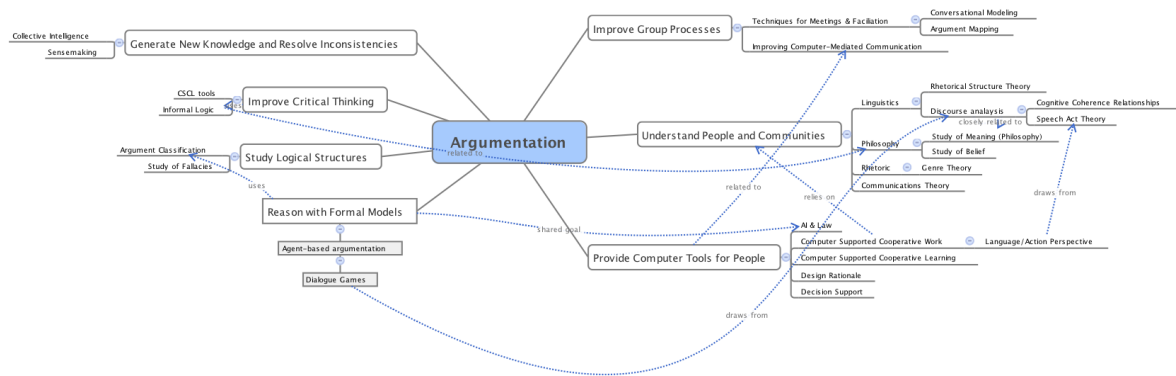 Argumentation
Generate New Knowledge and Resolve Inconsistencies
Collective Intelligence
Sensemaking
Improve Critical Thinking
CSCL tools
Informal Logic
Study Logical Structures
Argument Classification
Study of Fallacies
uses
Reason with Formal Models
Agent-based argumentation
Dialogue Games
Improve Group Processes
Techniques for Meetings & Faciliation
Conversational Modeling
Argument Mapping
Improving Computer-Mediated Communication
Understand People and Communities
Linguistics
Rhetorical Structure Theory
Discourse analaysis
Cognitive Coherence Relationships
Speech Act Theory
closely related to
Philosophy
Study of Meaning (Philosophy)
Study of Belief
Rhetoric
Genre Theory
Communications Theory
Provide Computer Tools for People
AI & Law
Computer Supported Cooperative Work
Language/Action Perspective
Computer Supported Cooperative Learning
Design Rationale
Decision Support
related to
related to
relies on
draws from
shared goal
draws from